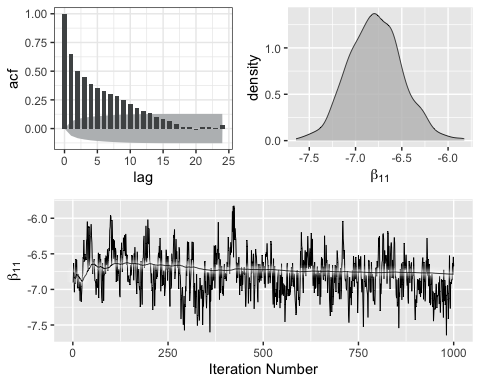 1.00
0.75
0.50
0.25
0.00
acf
0 5 10 15 20 25
lag
1.0
0.5
0.0
density
-7.5 -7.0 -6.5 -6.0
β₁₁
-6.0
-6.5
-7.0
-7.5
β₁₁
0 250 500 750 1000
Iteration Number